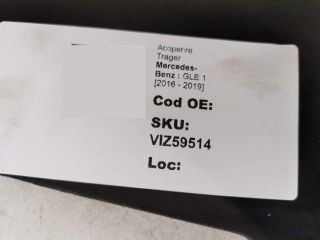 Acoperire
Trager
Mercedes-
Benz : GLE 1
[2016 - 2019]
Cod OE:
SKU:
VIZ59514
Loc: